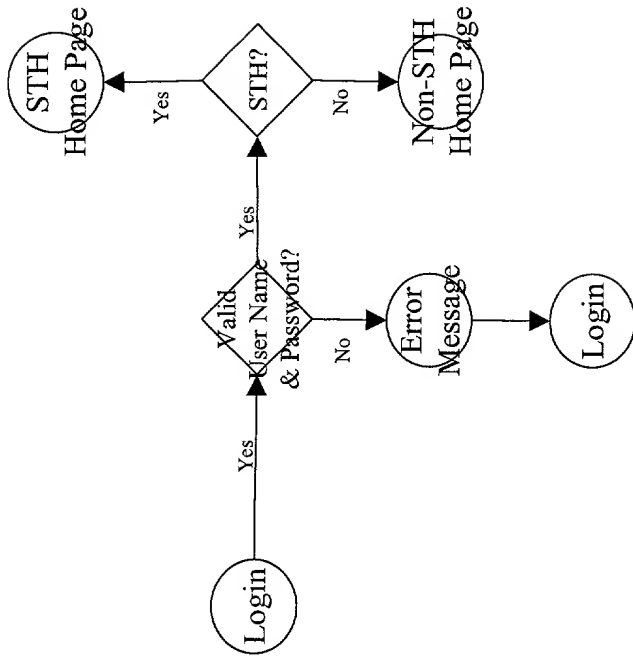 Login
Yes
Valid
User Name
& Password?
Yes
STH?
Yes
STH
Home Page
No
Non-STH
Home Page
No
Error
Message
Login